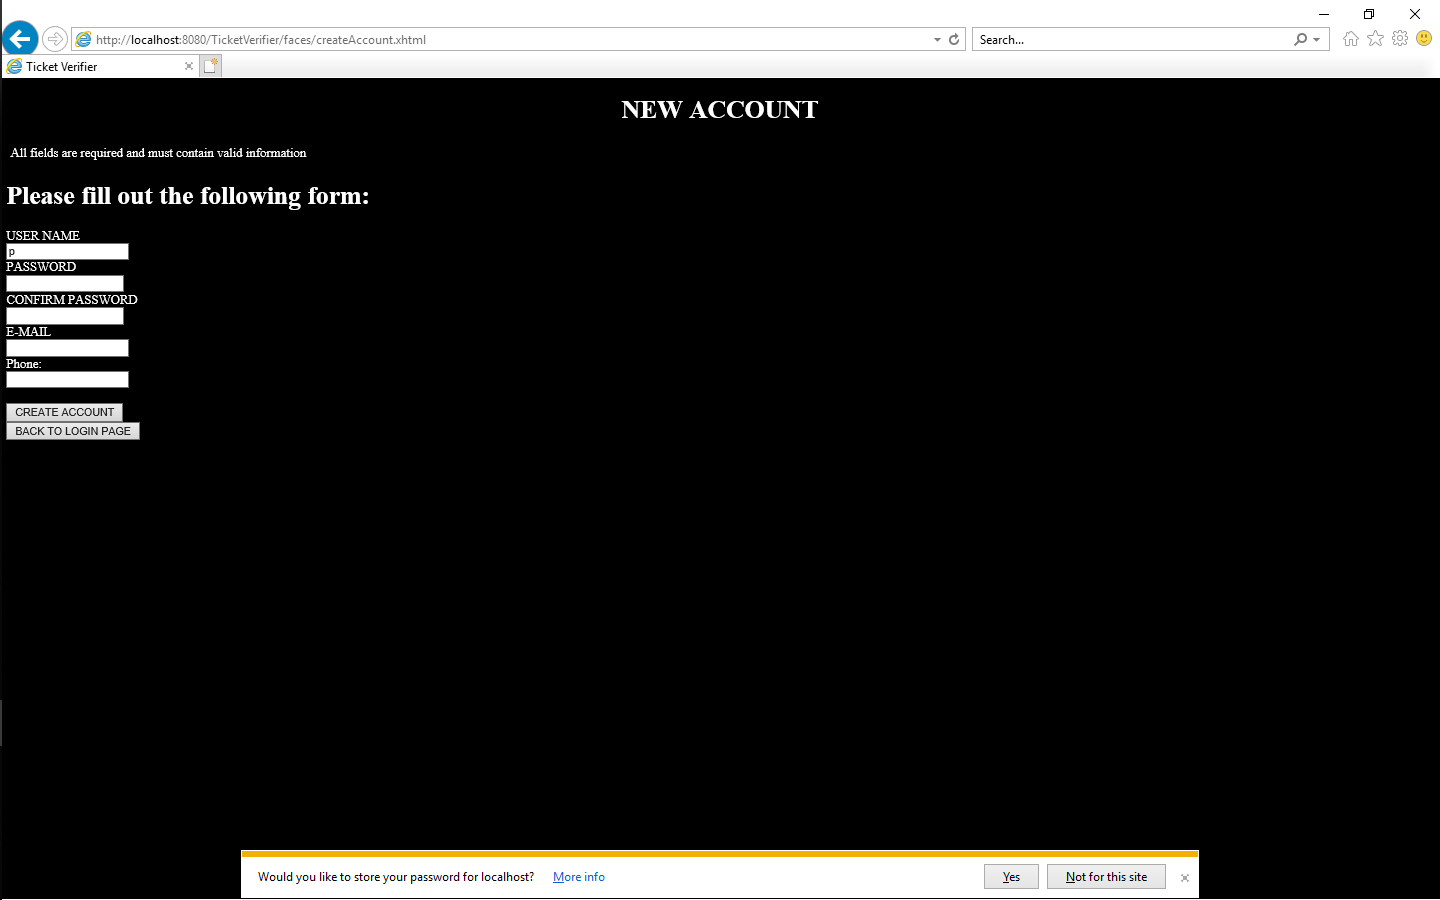 http://localhost:8080/TicketVerifier/faces/createAccount.xhtml
Search...
Ticket Verifier
NEW ACCOUNT
All fields are required and must contain valid information
Please fill out the following form:
USER NAME
p
PASSWORD
CONFIRM PASSWORD
E-MAIL
Phone:
CREATE ACCOUNT
BACK TO LOGIN PAGE
Would you like to store your password for localhost? More info Yes Not for this site